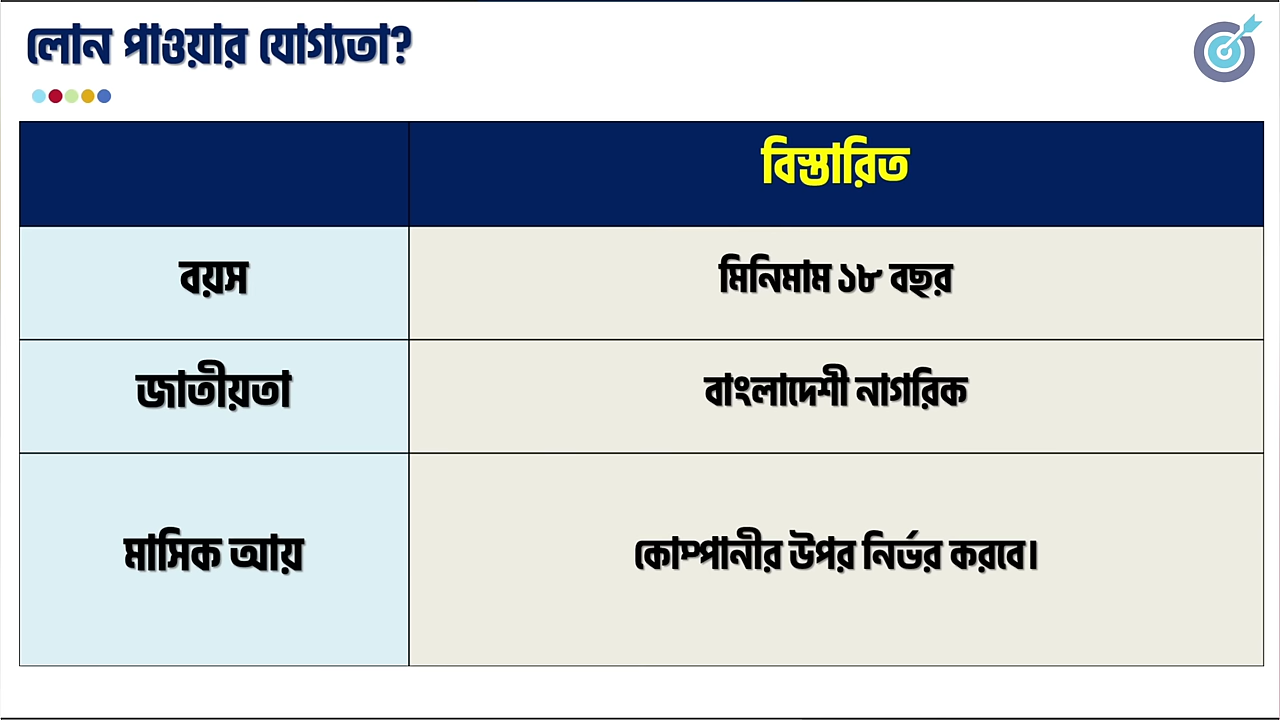 লোন পাওয়ার যোগ্যতা?
বিস্তারিত
বয়স
মিনিমাম ১৮ বছর
জাতীয়তা
বাংলাদেশী নাগরিক
মাসিক আয়
কোম্পানীর উপর নির্ভর করবে।